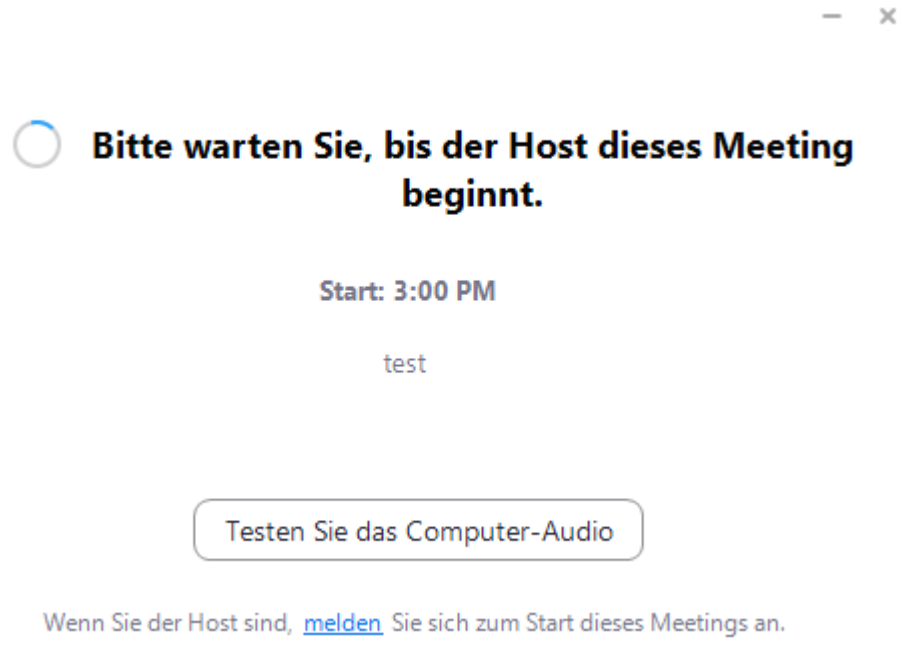 Bitte warten Sie, bis der Host dieses Meeting
beginnt.
Start: 3:00 PM
test
Testen Sie das Computer-Audio
Wenn Sie der Host sind, melden Sie sich zum Start dieses Meetings an.